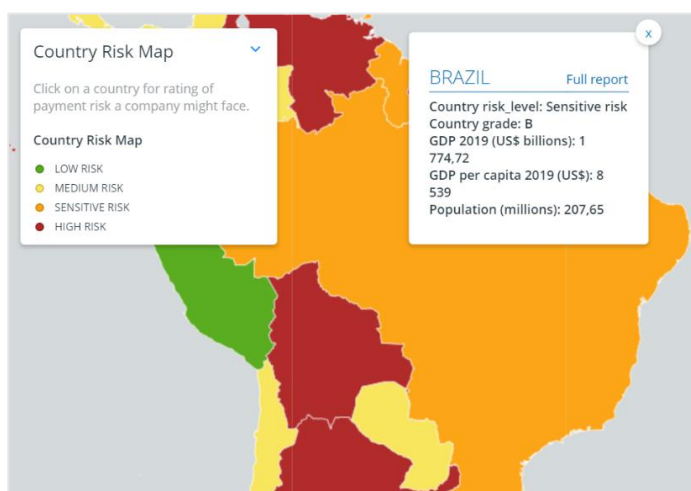 Country Risk Map
Click on a country for rating of
payment risk a company might face.
Country Risk Map
LOW RISK
MEDIUM RISK
SENSITIVE RISK
HIGH RISK
x
BRAZIL Full report
Country risk_level: Sensitive risk
Country grade: B
GDP 2019 (US$ billions): 1
774,72
GDP per capita 2019 (US$): 8
539
Population (millions): 207,65